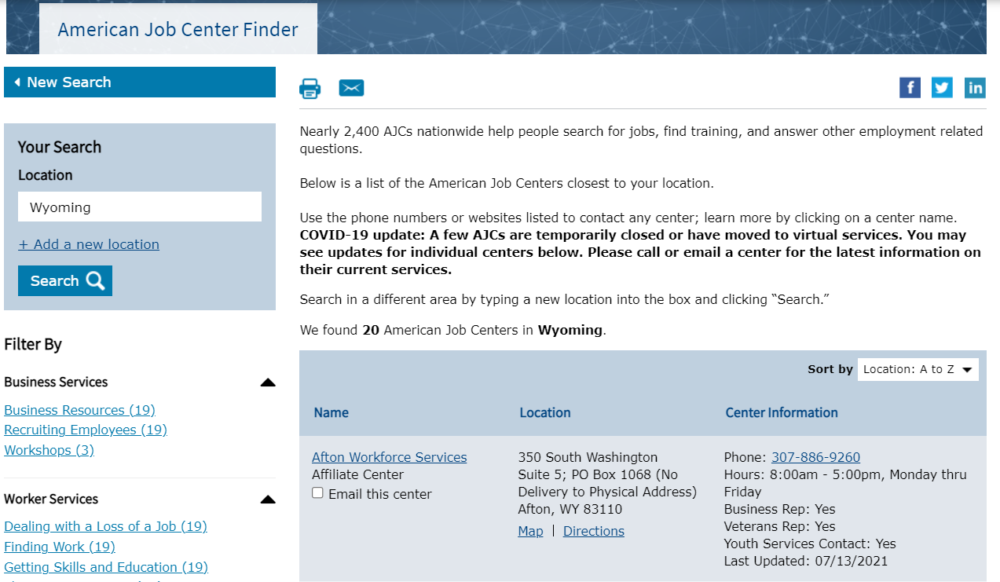 American Job Center Finder
New Search
Your Search
Location
Wyoming
+ Add a new location
Search
Filter By
Business Services
Business Resources (19)
Recruiting Employees (19)
Workshops (3)
Worker Services
Dealing with a Loss of a Job (19)
Finding Work (19)
Getting Skills and Education (19)
f
in
Nearly 2,400 AJCs nationwide help people search for jobs, find training, and answer other employment related
questions.
Below is a list of the American Job Centers closest to your location.
Use the phone numbers or websites listed to contact any center; learn more by clicking on a center name.
COVID-19 update: A few AJCs are temporarily closed or have moved to virtual services. You may
see updates for individual centers below. Please call or email a center for the latest information on
their current services.
Search in a different area by typing a new location into the box and clicking “Search.”
We found 20 American Job Centers in Wyoming.
Sort by Location: A to Z
Name Location Center Information
Afton Workforce Services
Affiliate Center
Email this center
350 South Washington
Suite 5; PO Box 1068 (No
Delivery to Physical Address)
Afton, WY 83110
Map | Directions
Phone: 307-886-9260
Hours: 8:00am - 5:00pm, Monday thru
Friday
Business Rep: Yes
Veterans Rep: Yes
Youth Services Contact: Yes
Last Updated: 07/13/2021